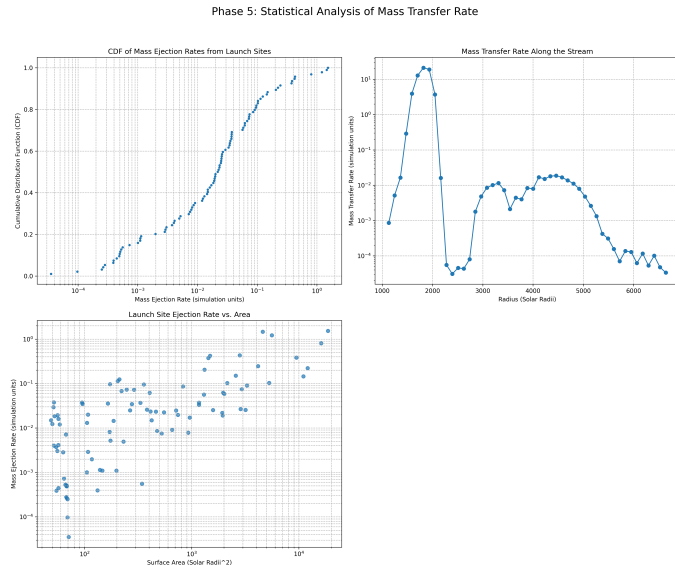 Phase 5: Statistical Analysis of Mass Transfer Rate
CDF of Mass Ejection Rates from Launch Sites
Cumulative Distribution Function (CDF)
1.0
0.8
0.6
0.4
0.2
0.0
10⁻⁴ 10⁻³ 10⁻² 10⁻¹ 10⁰
Mass Ejection Rate (simulation units)
Mass Transfer Rate Along the Stream
Mass Transfer Rate (simulation units)
10¹
10⁰
10⁻¹
10⁻²
10⁻³
10⁻⁴
1000 2000 3000 4000 5000 6000
Radius (Solar Radii)
Launch Site Ejection Rate vs. Area
Mass Ejection Rate (simulation units)
10⁰
10⁻¹
10⁻²
10⁻³
10⁻⁴
10² 10³ 10⁴
Surface Area (Solar Radii^2)